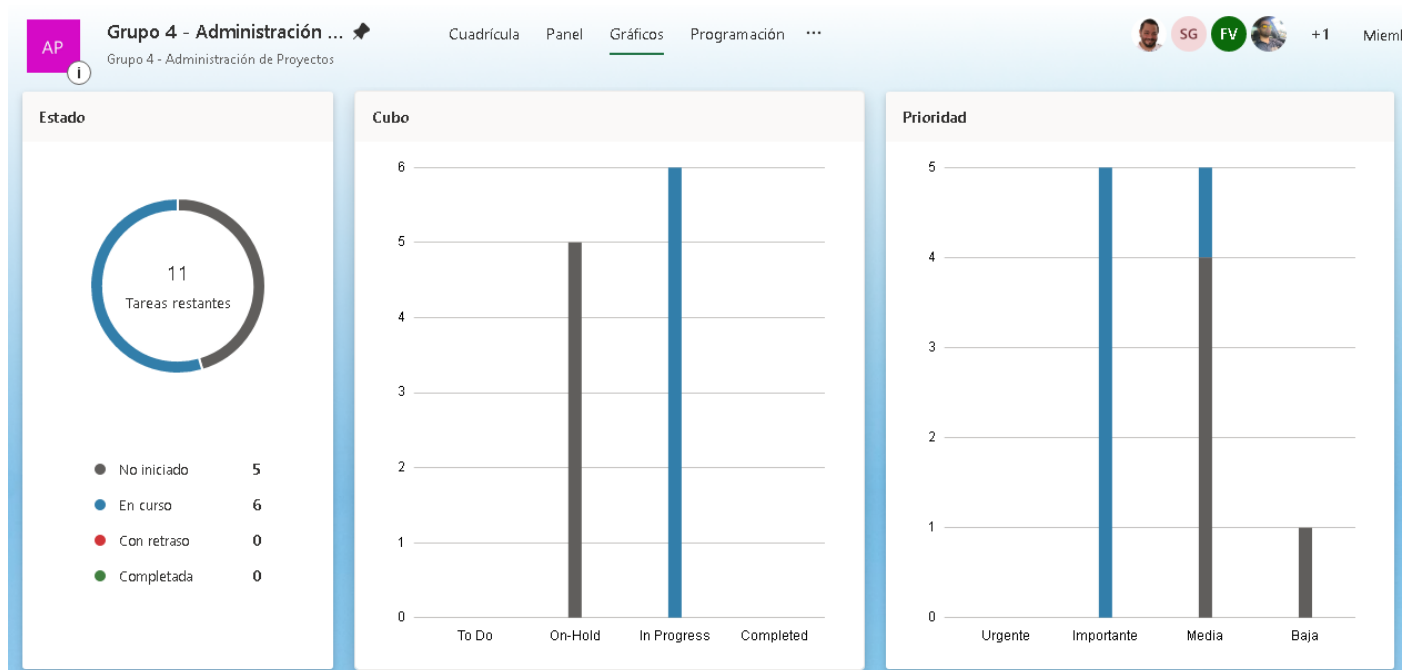 AP
i
Grupo 4 - Administración ...
Grupo 4 - Administración de Proyectos
Cuadrícula Panel Gráficos Programación ...
SG FV +1 Miemb
Estado
11
Tareas restantes
No iniciado 5
En curso 6
Con retraso 0
Completada 0
Cubo
6
5
4
3
2
1
0
To Do On-Hold In Progress Completed
Prioridad
5
4
3
2
1
0
Urgente Importante Media Baja